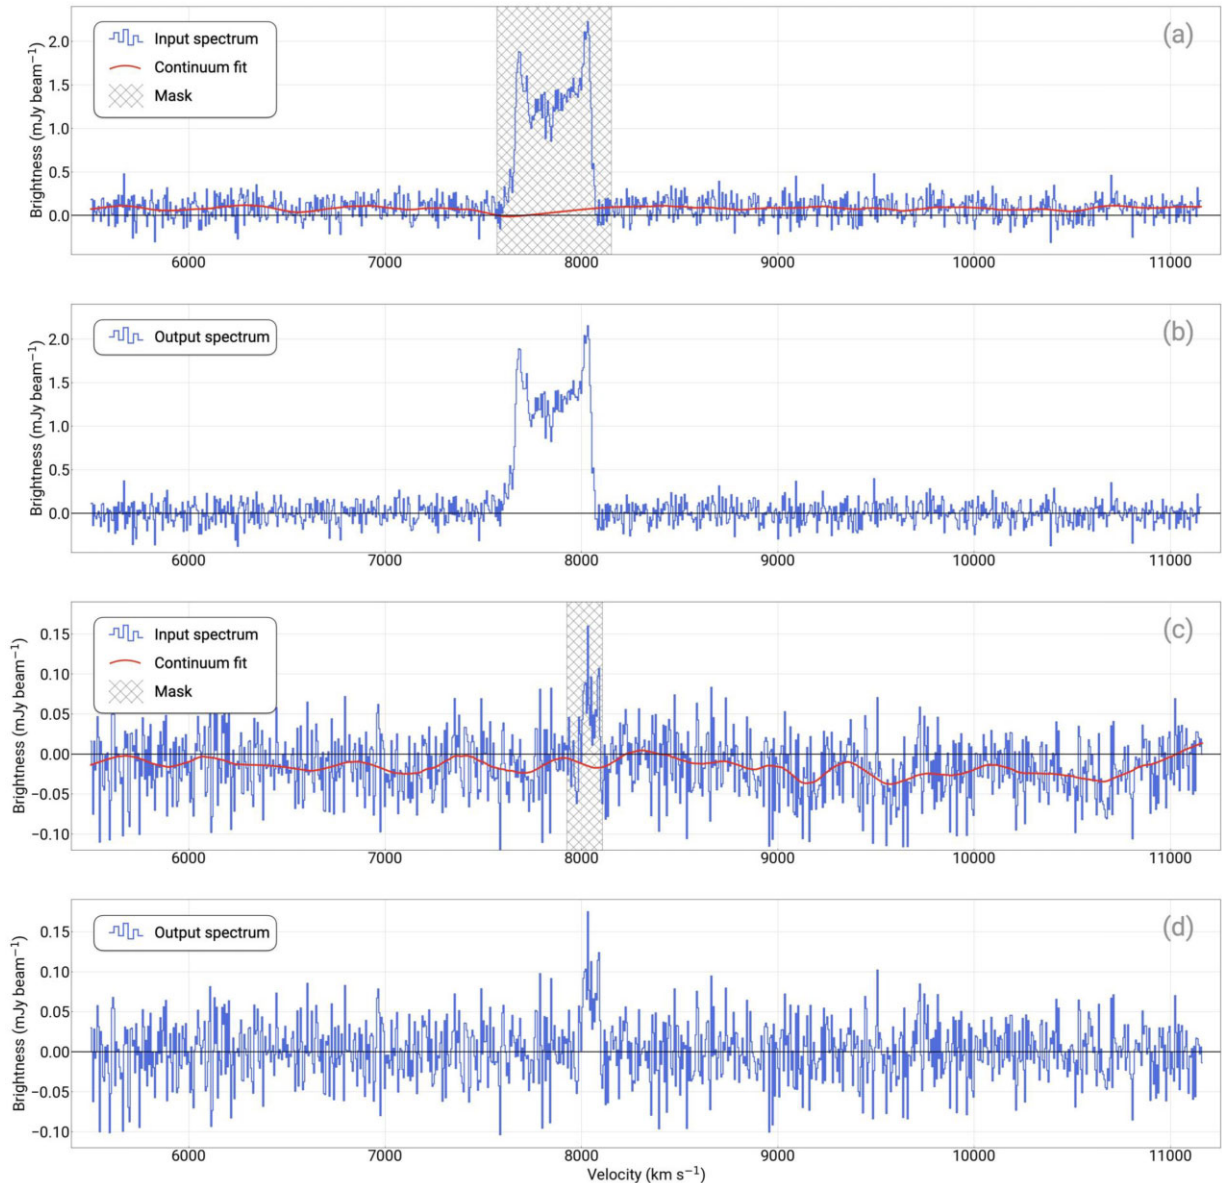 (a)
Input spectrum
Continuum fit
Mask
Brightness (mJy beam⁻¹)
2.0
1.5
1.0
0.5
0.0
6000 7000 8000 9000 10000 11000
(b)
Output spectrum
Brightness (mJy beam⁻¹)
2.0
1.5
1.0
0.5
0.0
6000 7000 8000 9000 10000 11000
(c)
Input spectrum
Continuum fit
Mask
Brightness (mJy beam⁻¹)
0.15
0.10
0.05
0.00
−0.05
−0.10
6000 7000 8000 9000 10000 11000
(d)
Output spectrum
Brightness (mJy beam⁻¹)
0.15
0.10
0.05
0.00
−0.05
−0.10
6000 7000 8000 9000 10000 11000
Velocity (km s⁻¹)